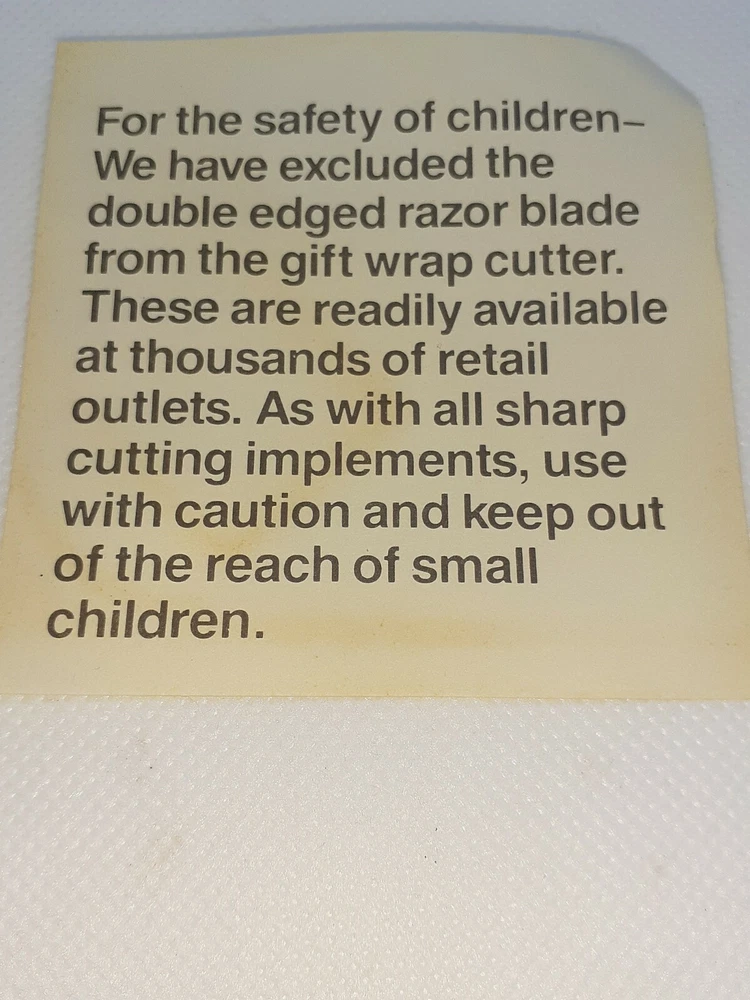 For the safety of children–
We have excluded the
double edged razor blade
from the gift wrap cutter.
These are readily available
at thousands of retail
outlets. As with all sharp
cutting implements, use
with caution and keep out
of the reach of small
children.